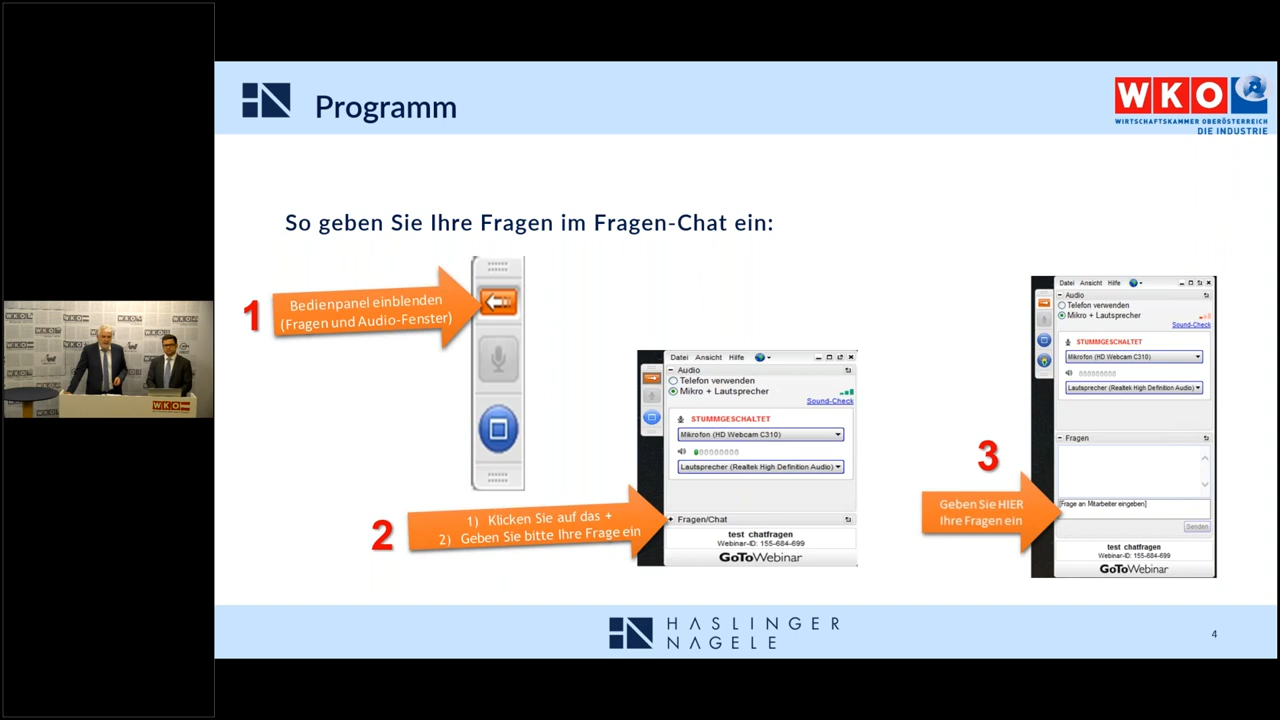 Programm
WKO
WIRTSCHAFTSKAMMER OBERÖSTERREICH
DIE INDUSTRIE
So geben Sie Ihre Fragen im Fragen-Chat ein:
1
Bedienpanel einblenden
(Fragen und Audio-Fenster)
2
1) Klicken Sie auf das +
2) Geben Sie bitte Ihre Frage ein
Datei Ansicht Hilfe
Audio
Telefon verwenden
Mikro + Lautsprecher
Sound-Check
STUMMGESCHALTET
Mikrofon (HD Webcam C310)
Lautsprecher (Realtek High Definition Audio)
Fragen/Chat
test chatfragen
Webinar-ID: 155-684-699
GoToWebinar
3
Geben Sie HIER
Ihre Fragen ein
Datei Ansicht Hilfe
Audio
Telefon verwenden
Mikro + Lautsprecher
Sound-Check
STUMMGESCHALTET
Mikrofon (HD Webcam C310)
Lautsprecher (Realtek High Definition Audio)
Fragen
[Frage an Mitarbeiter eingeben]
Senden
test chatfragen
Webinar-ID: 155-684-699
GoToWebinar
WKO
HASLINGER
NAGELE
4